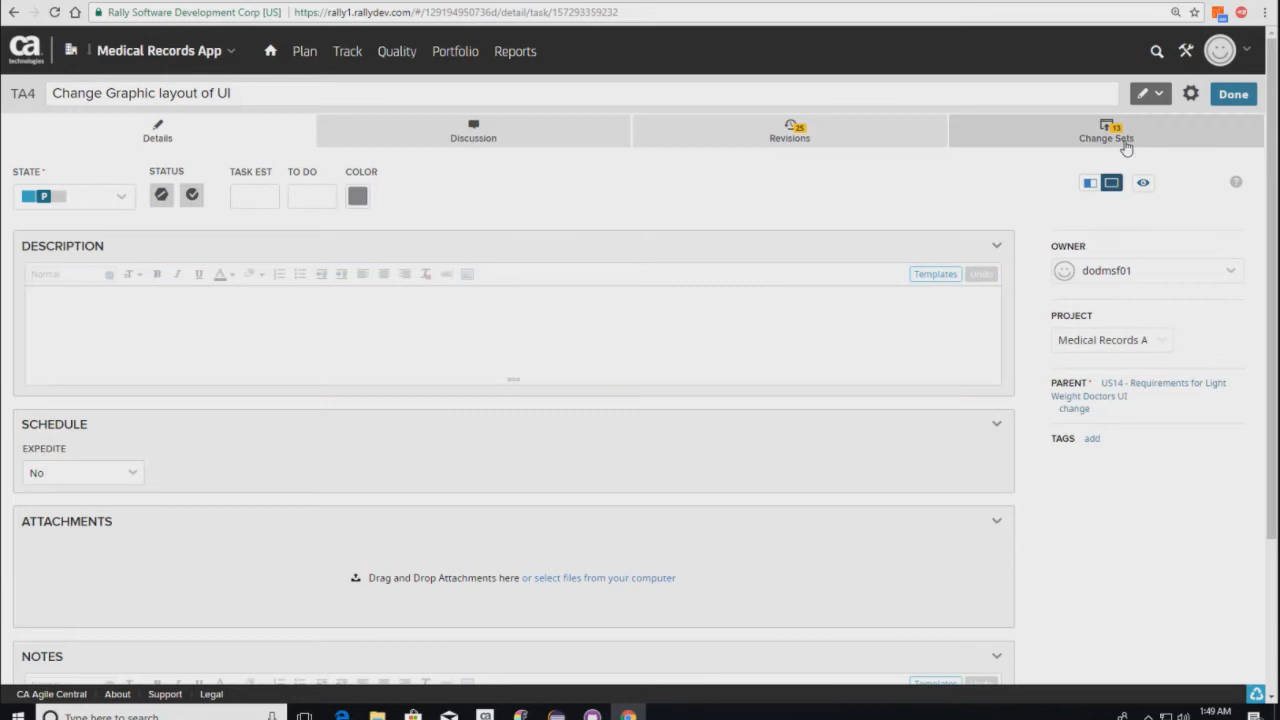 Rally Software Development Corp [US] https://rally1.rallydev.com/#/129194950736d/detail/task/157293359232
ca technologies Medical Records App Plan Track Quality Portfolio Reports
TA4 Change Graphic layout of UI Done
Details
Discussion
25
Revisions
13
Change Sets
STATE * STATUS TASK EST TO DO COLOR
P
DESCRIPTION
Normal Templates Undo
OWNER
dodmsf01
PROJECT
Medical Records A
PARENT * US14 - Requirements for Light
Weight Doctors UI
change
TAGS add
SCHEDULE
EXPEDITE
No
ATTACHMENTS
Drag and Drop Attachments here or select files from your computer
NOTES
Templates
CA Agile Central About Support Legal
Type here to search 1:49 AM